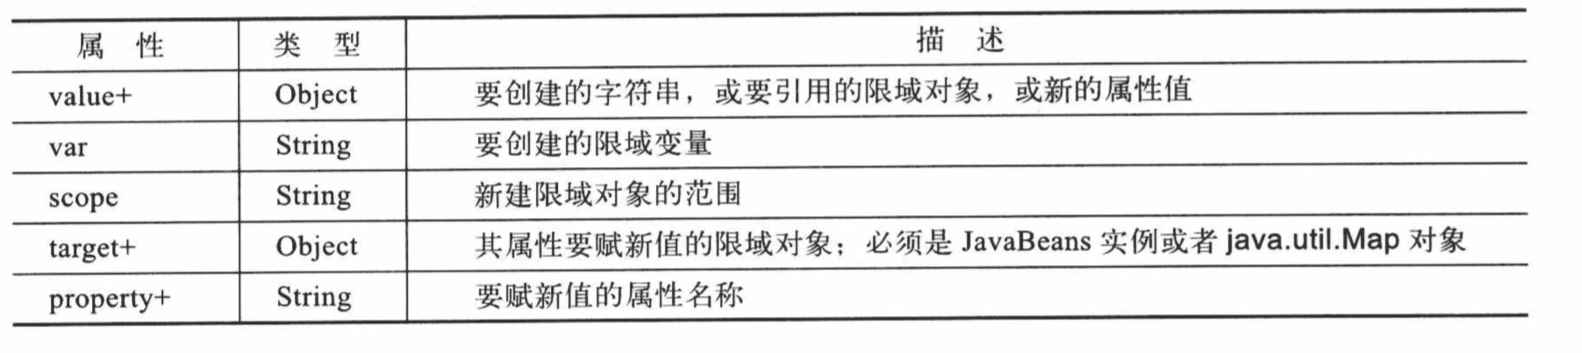 属 性 类 型 描 述
value+ Object 要创建的字符串，或要引用的限域对象，或新的属性值
var String 要创建的限域变量
scope String 新建限域对象的范围
target+ Object 其属性要赋新值的限域对象；必须是 JavaBeans 实例或者 java.util.Map 对象
property+ String 要赋新值的属性名称